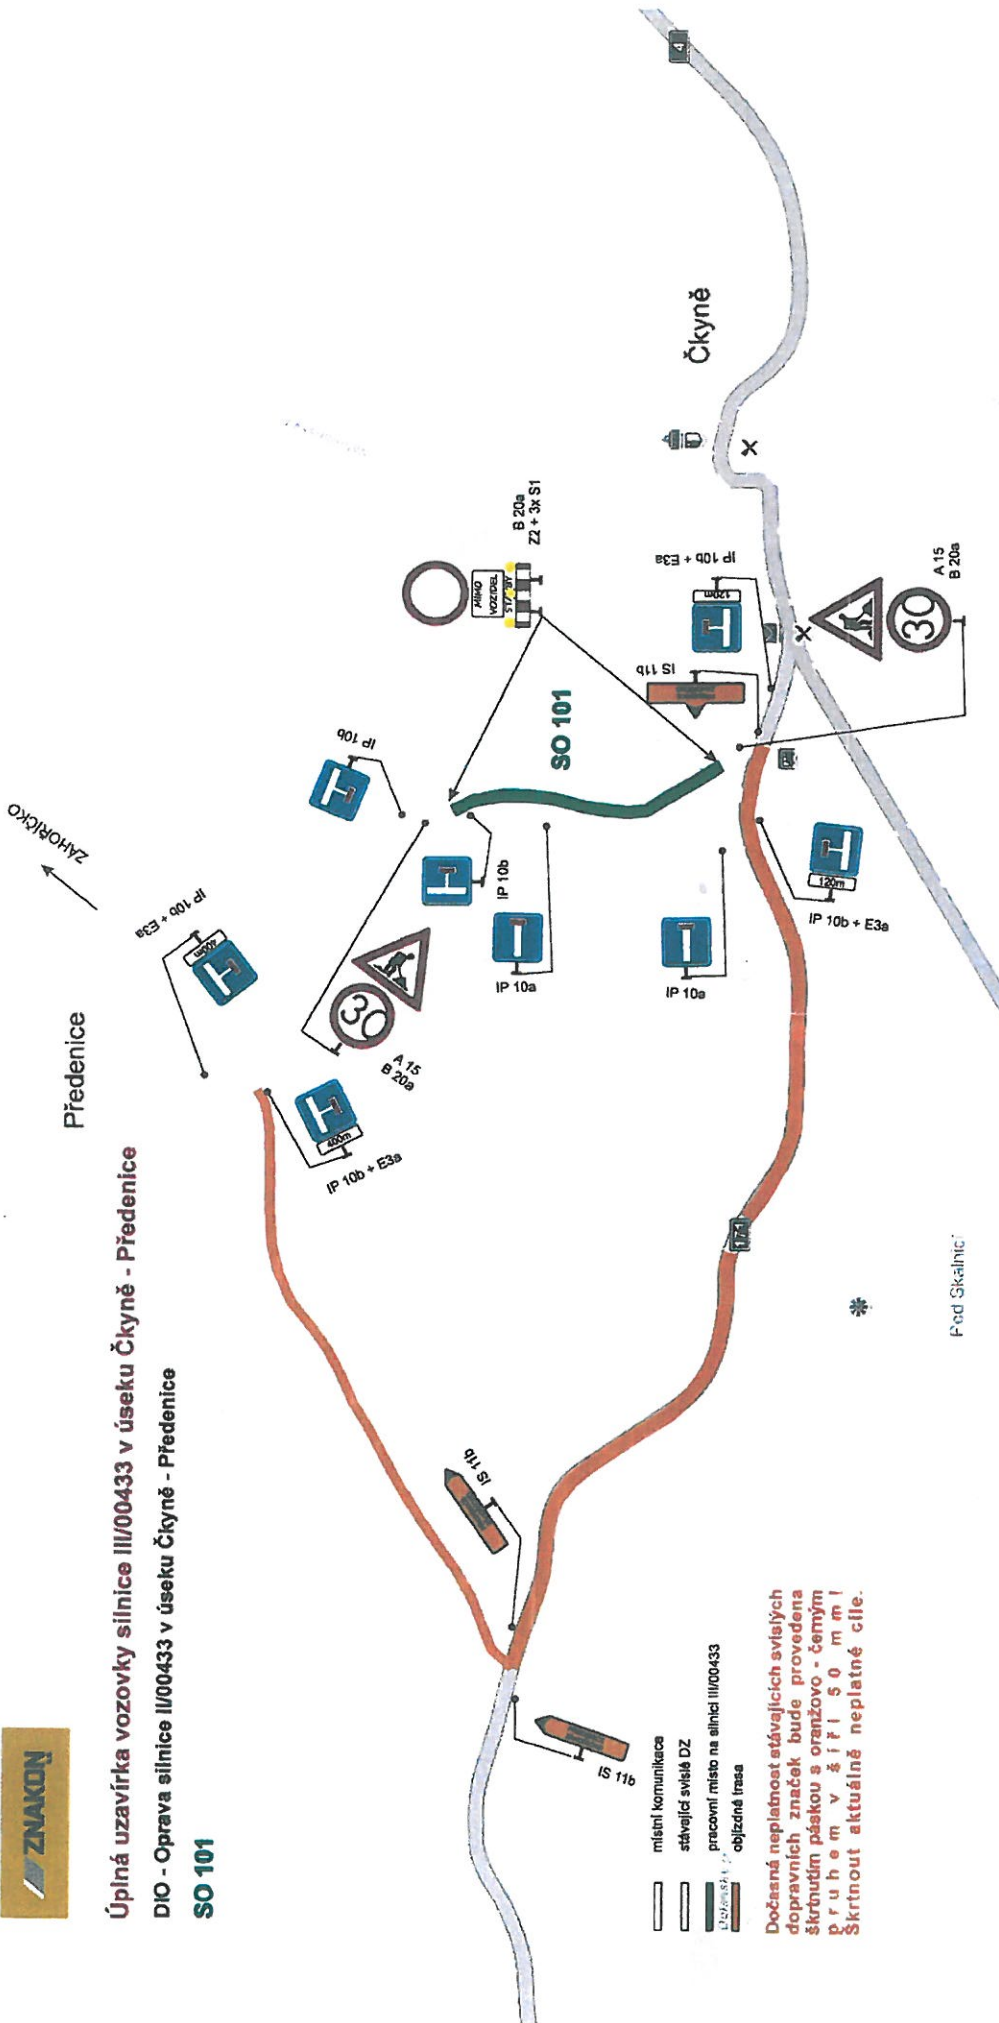 ZNAKON
Úplná uzavírka vozovky silnice III/00433 v úseku Čkyně - Předenice
DIO - Oprava silnice II/00433 v úseku Čkyně - Předenice
SO 101
Předenice
ZÁHOŘÍČKO
IP 10b + E3a
400m
IP 10b + E3a
400m
30
A 15
B 20a
IP 10b
IP 10b
IP 10a
IP 10a
SO 101
MIMO
VOZIDEL
STAVBY
B 20a
Z2 + 3x S1
Čkyně
4
IP 10b + E3a
120m
IS 11b
30
A 15
B 20a
120m
IP 10b + E3a
171
Pod Skalnicí
IS 11b
IS 11b
místní komunikace
stávající svislé DZ
pracovní místo na silnici III/00433
objízdná trasa
Dočasná neplatnost stávajících svislých
dopravních značek bude provedena
škrtnutím páskou s oranžovo - černým
pruhem v šíři 50 mm!
Škrtnout aktuálně neplatné cíle.